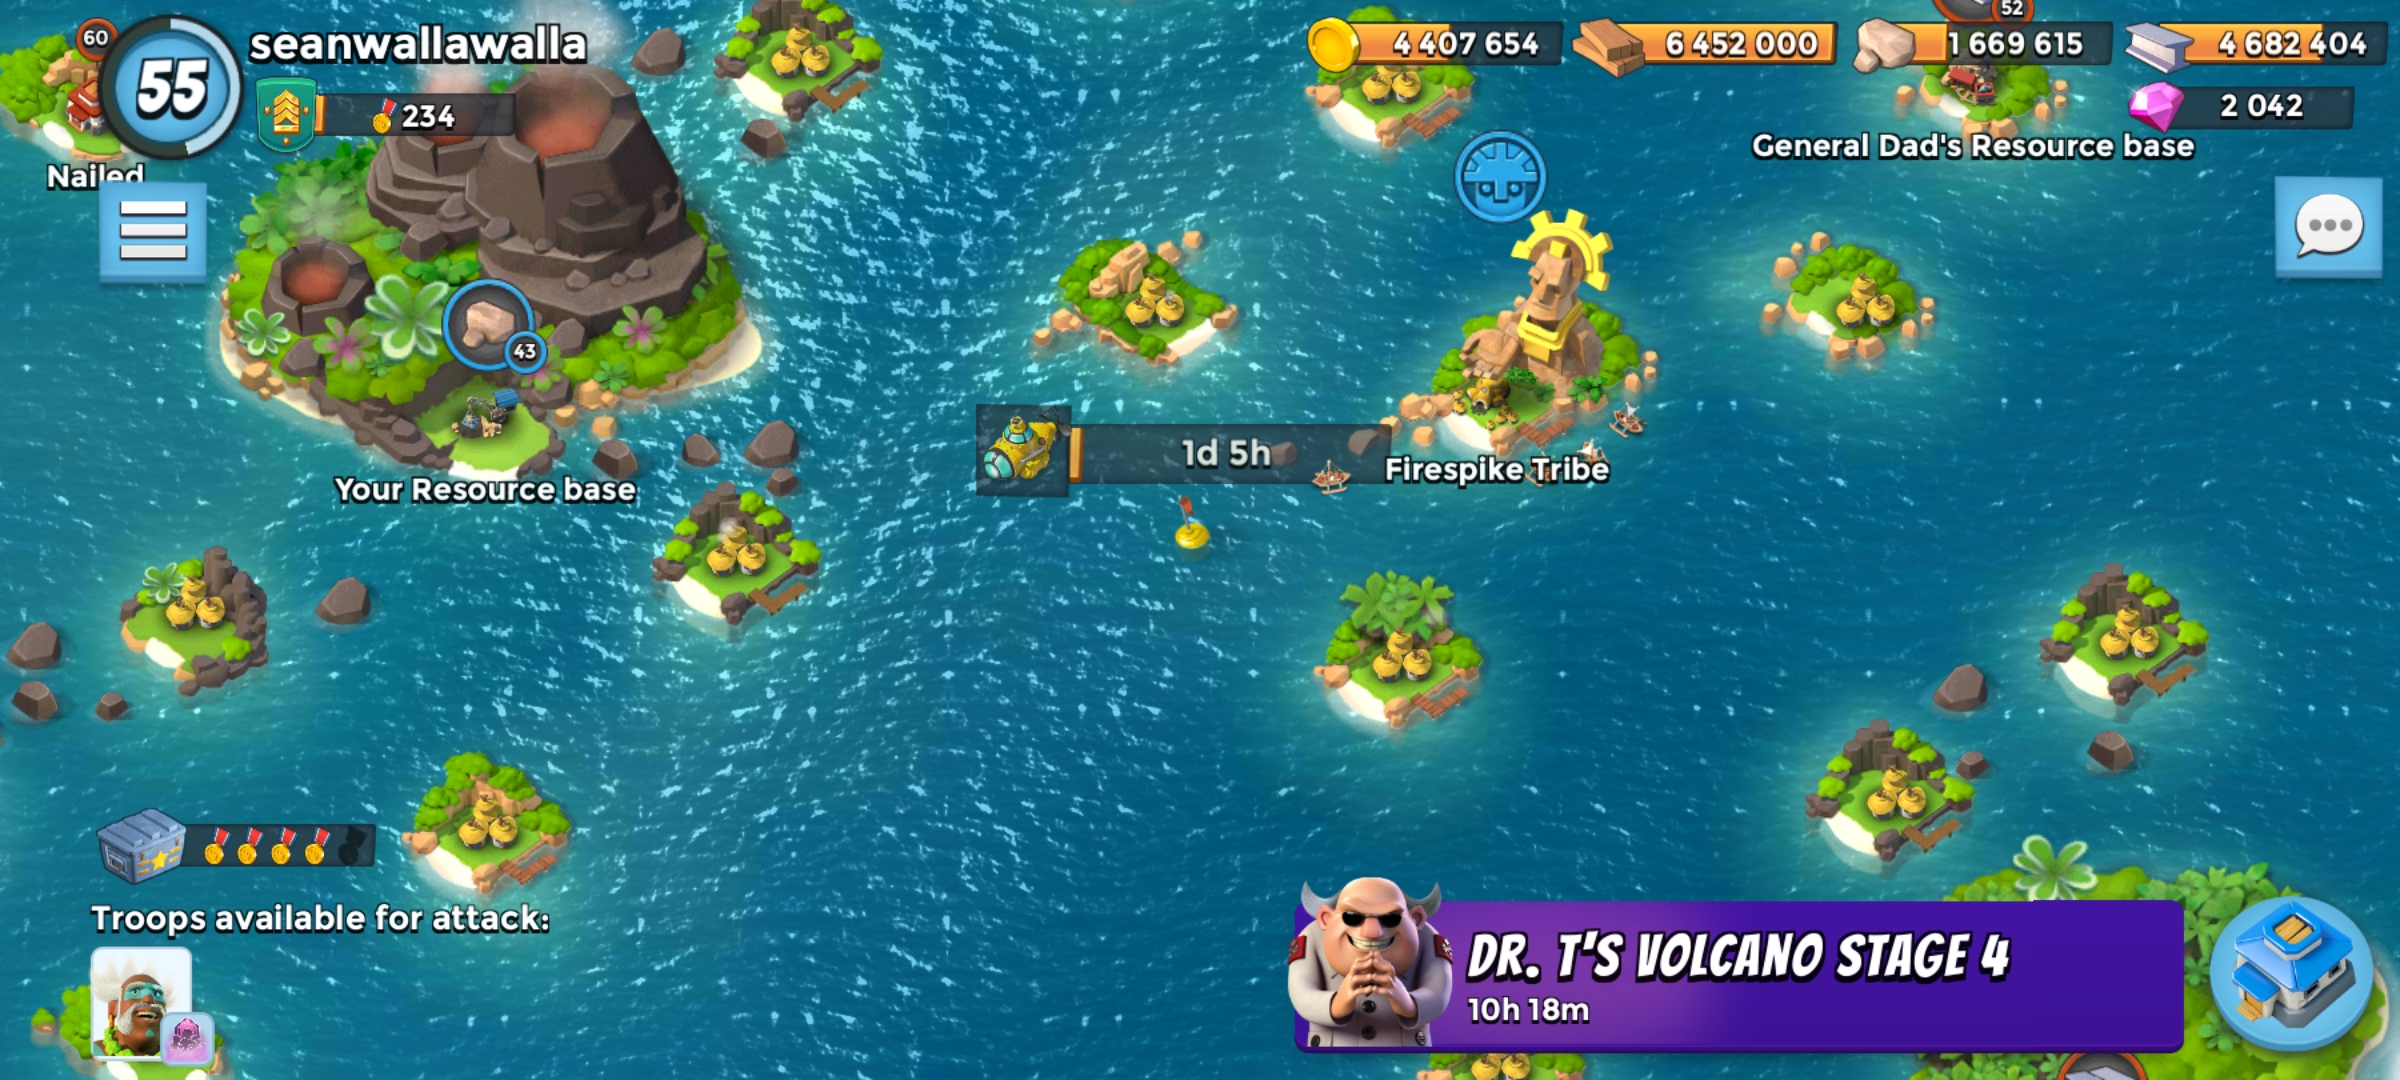 60
55
seanwallawalla
234
4 407 654
6 452 000
1 669 615
4 682 404
52
2 042
General Dad's Resource base
Nailed
43
Your Resource base
1d 5h
Firespike Tribe
Troops available for attack:
DR. T'S VOLCANO STAGE 4
10h 18m